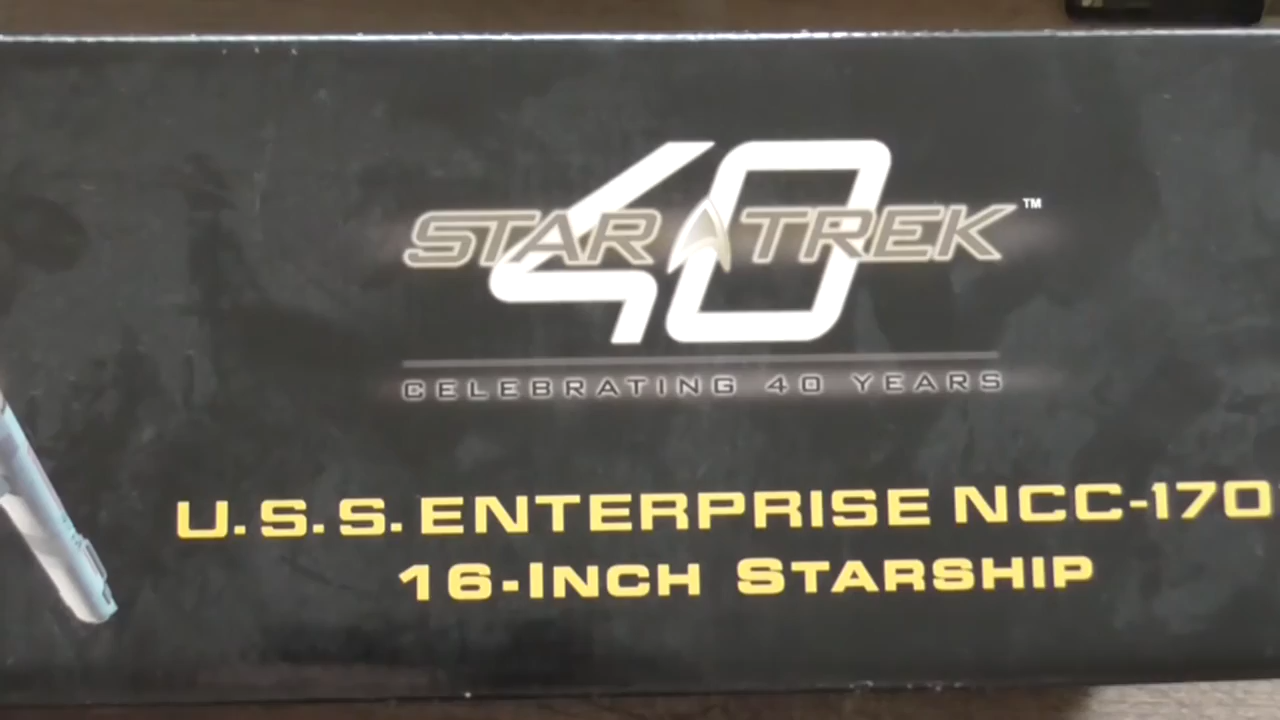 40
STAR TREK™
CELEBRATING 40 YEARS
U.S.S. ENTERPRISE NCC-170
16-INCH STARSHIP